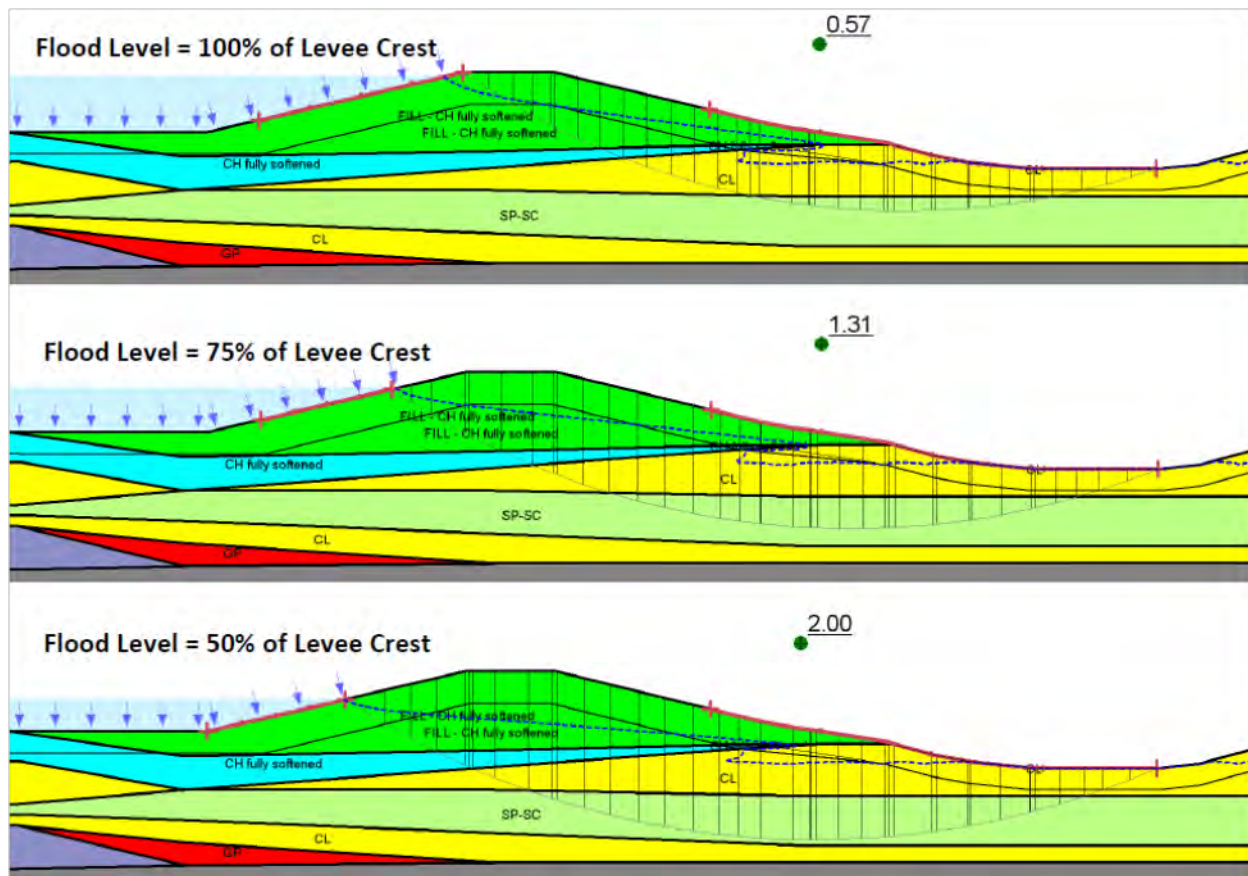 0.57
Flood Level = 100% of Levee Crest
FILL - CH fully softened
FILL - CH fully softened
CH fully softened
CL
CL
SP-SC
CL
GP
1.31
Flood Level = 75% of Levee Crest
FILL - CH fully softened
FILL - CH fully softened
CH fully softened
CL
CL
SP-SC
CL
GP
2.00
Flood Level = 50% of Levee Crest
FILL - CH fully softened
FILL - CH fully softened
CH fully softened
CL
CL
SP-SC
CL
GP